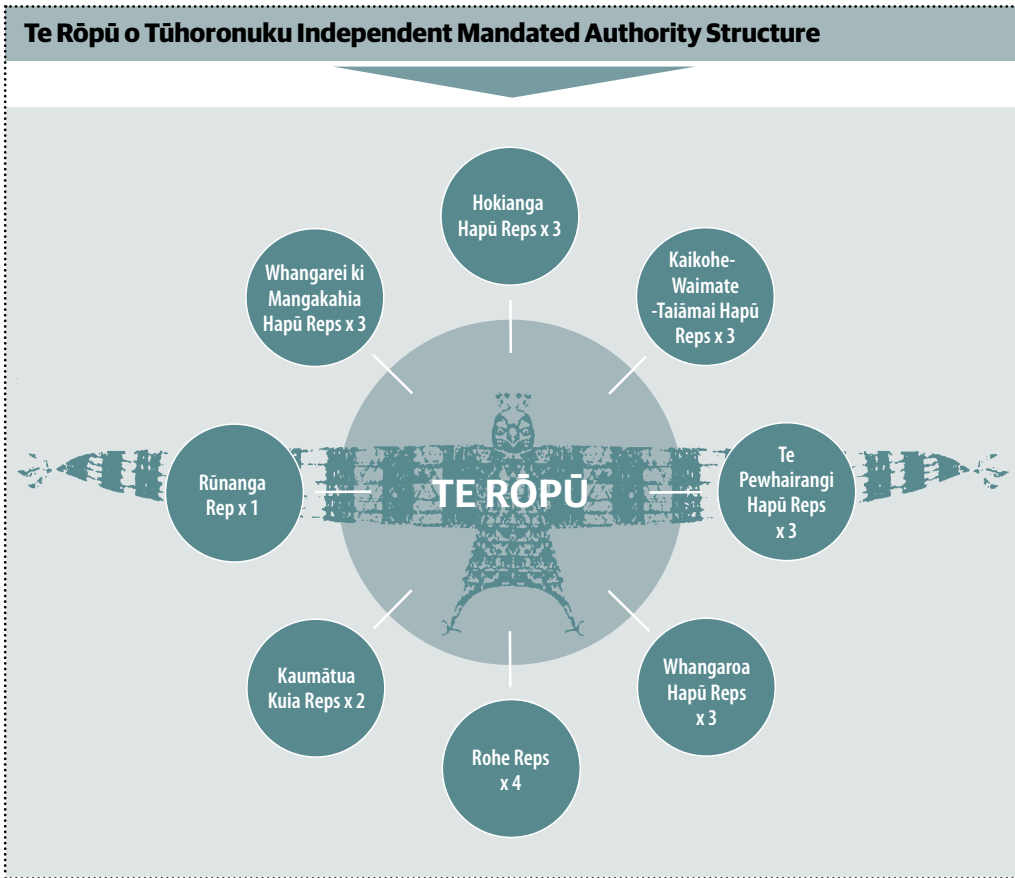 Te Rōpū o Tūhoronuku Independent Mandated Authority Structure
Hokianga
Hapū Reps x 3
Kaikohe-
Waimate
-Taiāmai Hapū
Reps x 3
Te
Pewhairangi
Hapū Reps
x 3
Whangaroa
Hapū Reps
x 3
Rohe Reps
x 4
Kaumātua
Kuia Reps x 2
Rūnanga
Rep x 1
Whangarei ki
Mangakahia
Hapū Reps x 3
TE RŌPŪ